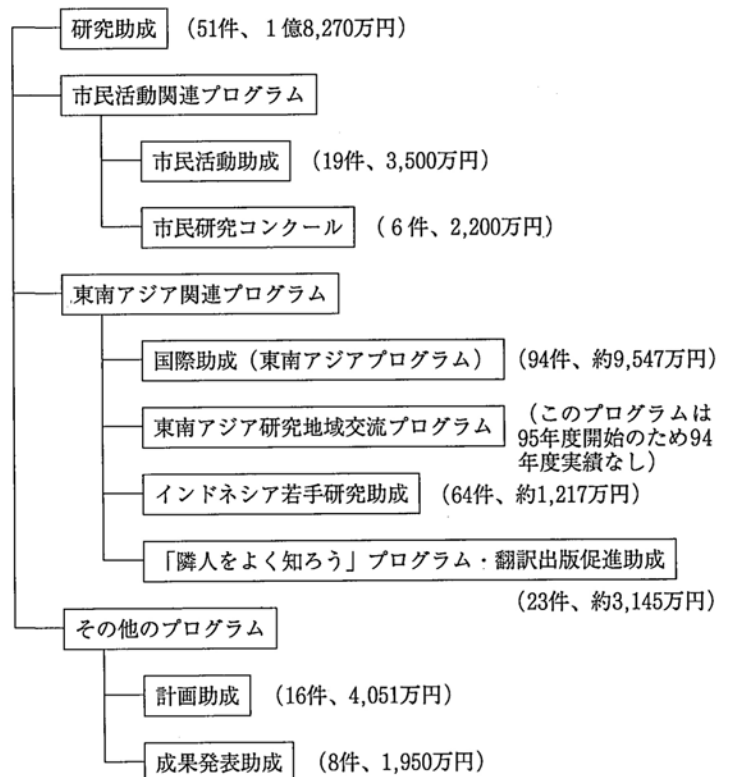 研究助成 (51件、1億8,270万円)
市民活動関連プログラム
市民活動助成 (19件、3,500万円)
市民研究コンクール (6件、2,200万円)
東南アジア関連プログラム
国際助成(東南アジアプログラム) (94件、約9,547万円)
東南アジア研究地域交流プログラム (このプログラムは
95年度開始のため94
年度実績なし)
インドネシア若手研究助成 (64件、約1,217万円)
「隣人をよく知ろう」プログラム・翻訳出版促進助成
(23件、約3,145万円)
その他のプログラム
計画助成 (16件、4,051万円)
成果発表助成 (8件、1,950万円)